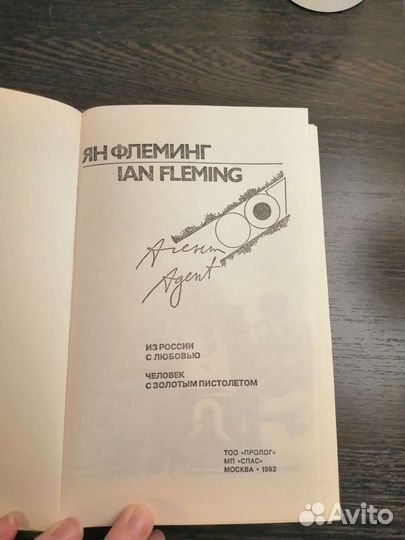 ЯН ФЛЕМИНГ
IAN FLEMING
Агент 007
Agent
ИЗ РОССИИ
С ЛЮБОВЬЮ
ЧЕЛОВЕК
С ЗОЛОТЫМ ПИСТОЛЕТОМ
ТОО «ПРОЛОГ»
МП «СПАС»
МОСКВА • 1992
Avito